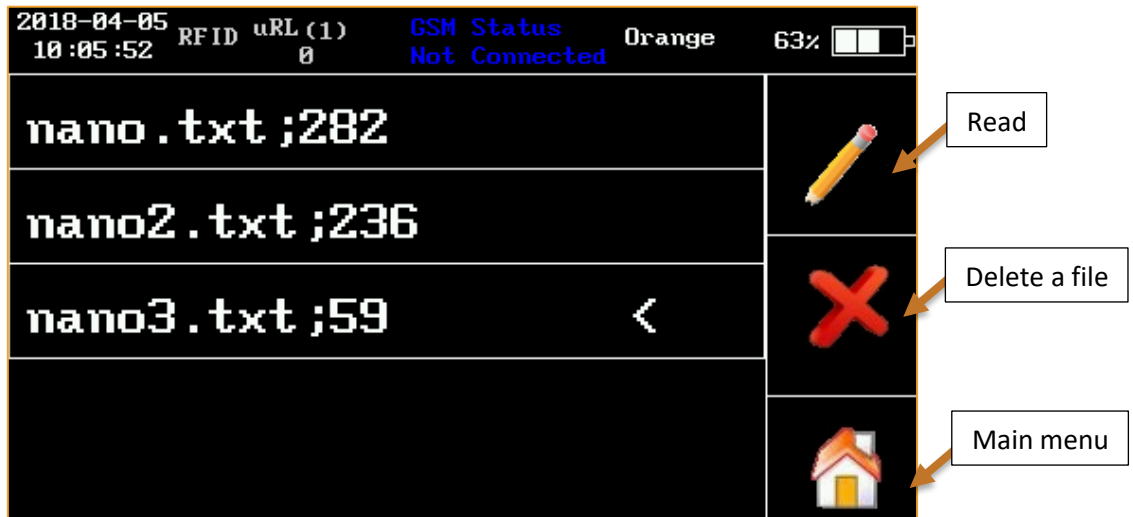 2018-04-05
10:05:52
RFID
uRL(1)
0
GSM Status
Not Connected
Orange
63%
nano.txt;282
nano2.txt;236
nano3.txt;59 <
Read
Delete a file
Main menu